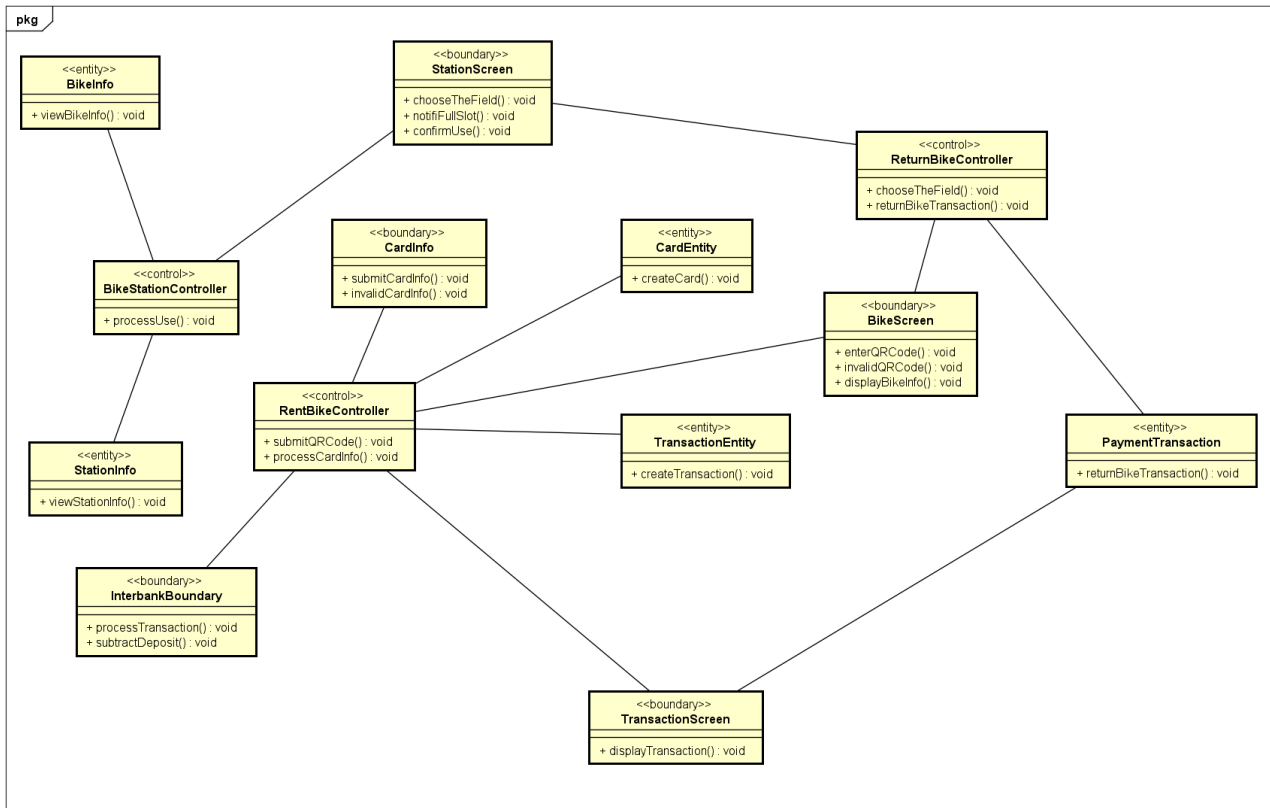 pkg
<<entity>>
BikeInfo
+ viewBikeInfo() : void
<<boundary>>
StationScreen
+ chooseTheField() : void
+ notifiFullSlot() : void
+ confirmUse() : void
<<control>>
ReturnBikeController
+ chooseTheField() : void
+ returnBikeTransaction() : void
<<boundary>>
CardInfo
+ submitCardInfo() : void
+ invalidCardInfo() : void
<<entity>>
CardEntity
+ createCard() : void
<<control>>
BikeStationController
+ processUse() : void
<<boundary>>
BikeScreen
+ enterQRCode() : void
+ invalidQRCode() : void
+ displayBikeInfo() : void
<<control>>
RentBikeController
+ submitQRCode() : void
+ processCardInfo() : void
<<entity>>
TransactionEntity
+ createTransaction() : void
<<entity>>
PaymentTransaction
+ returnBikeTransaction() : void
<<entity>>
StationInfo
+ viewStationInfo() : void
<<boundary>>
InterbankBoundary
+ processTransaction() : void
+ subtractDeposit() : void
<<boundary>>
TransactionScreen
+ displayTransaction() : void